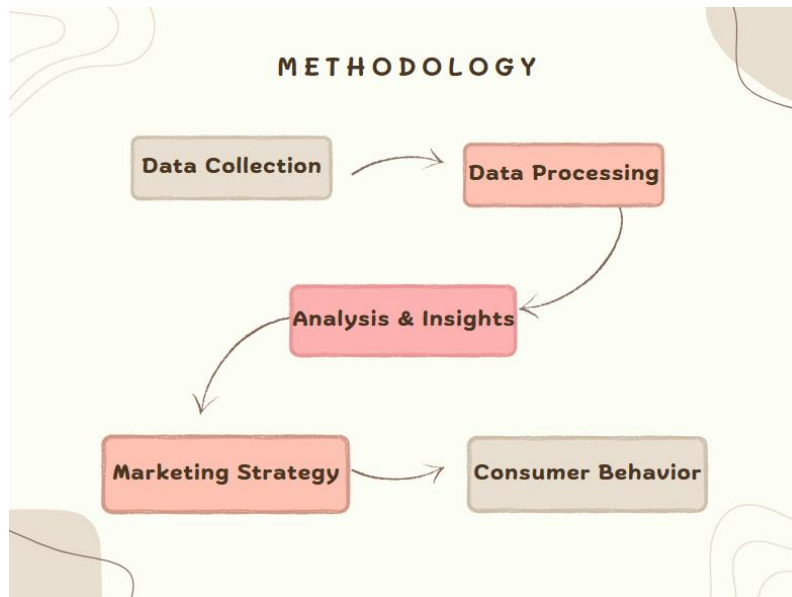 METHODOLOGY
Data Collection
Data Processing
Analysis & Insights
Marketing Strategy
Consumer Behavior